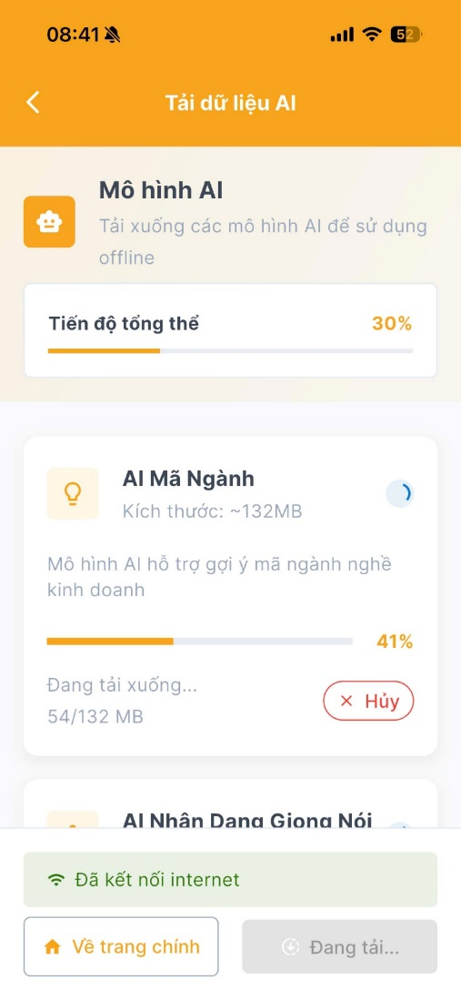 08:41
52
Tải dữ liệu AI
Mô hình AI
Tải xuống các mô hình AI để sử dụng
offline
Tiến độ tổng thể
30%
AI Mã Ngành
Kích thước: ~132MB
Mô hình AI hỗ trợ gợi ý mã ngành nghề
kinh doanh
41%
Đang tải xuống...
54/132 MB
Hủy
AI Nhận Dạng Giọng Nói
Đã kết nối internet
Về trang chính
Đang tải...